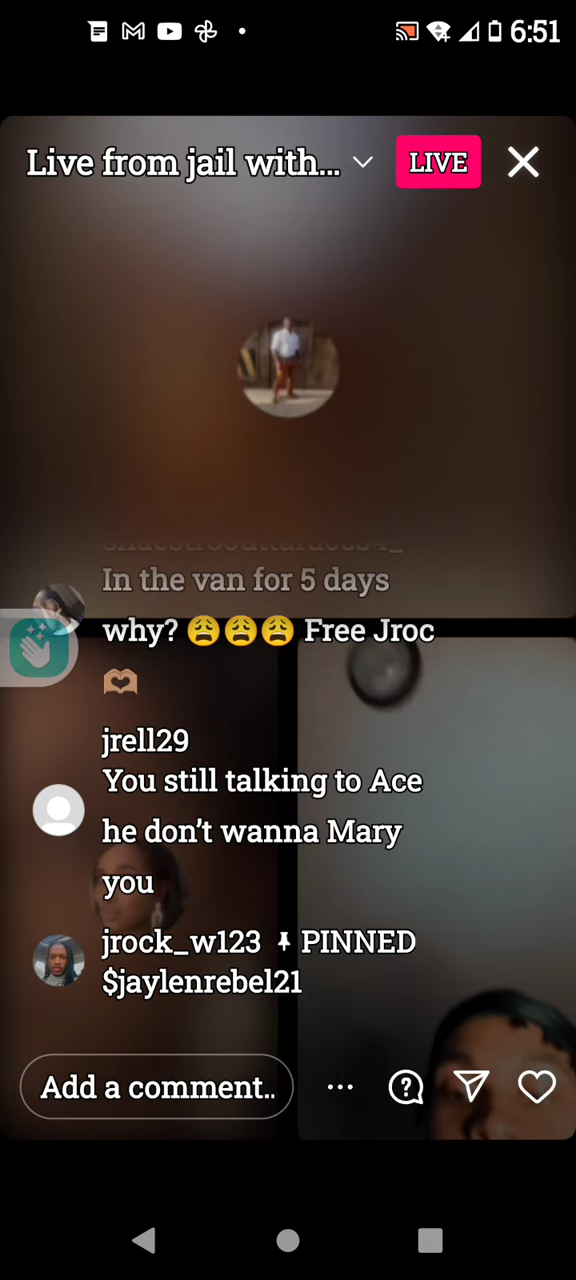 6:51
Live from jail with...
LIVE
In the van for 5 days
why? 😩😩😩 Free Jroc
🫶🏽
jrell29
You still talking to Ace
he don't wanna Mary
you
jrock_w123 📌 PINNED
$jaylenrebel21
Add a comment..